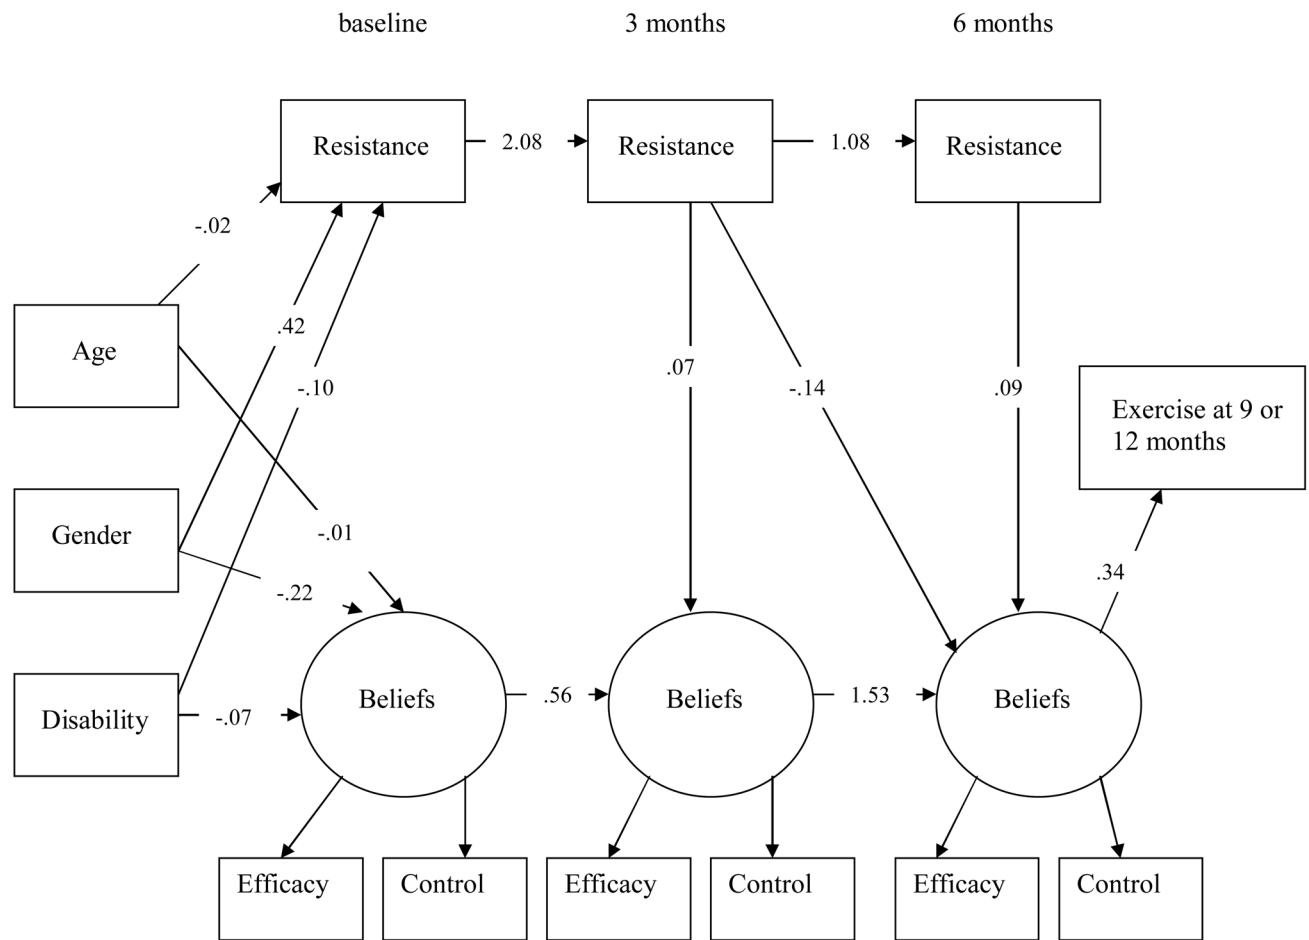 baseline
3 months
6 months
Resistance
2.08
Resistance
1.08
Resistance
-.02
.42
Age
-.10
.07
-.14
.09
Exercise at 9 or
12 months
Gender
-.01
-.22
.34
Disability
-.07
Beliefs
.56
Beliefs
1.53
Beliefs
Efficacy
Control
Efficacy
Control
Efficacy
Control